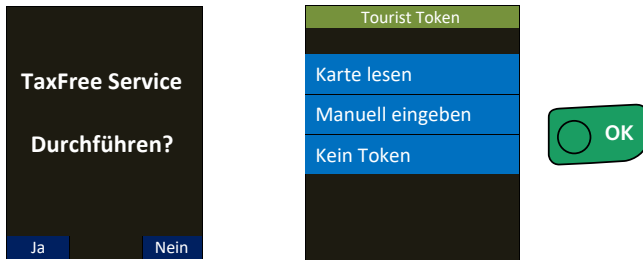 TaxFree Service
Durchführen?
Ja
Nein
Tourist Token
Karte lesen
Manuell eingeben
Kein Token
OK